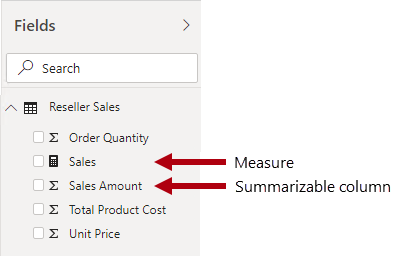 Fields
Search
Reseller Sales
Order Quantity
Sales
Measure
Sales Amount
Summarizable column
Total Product Cost
Unit Price